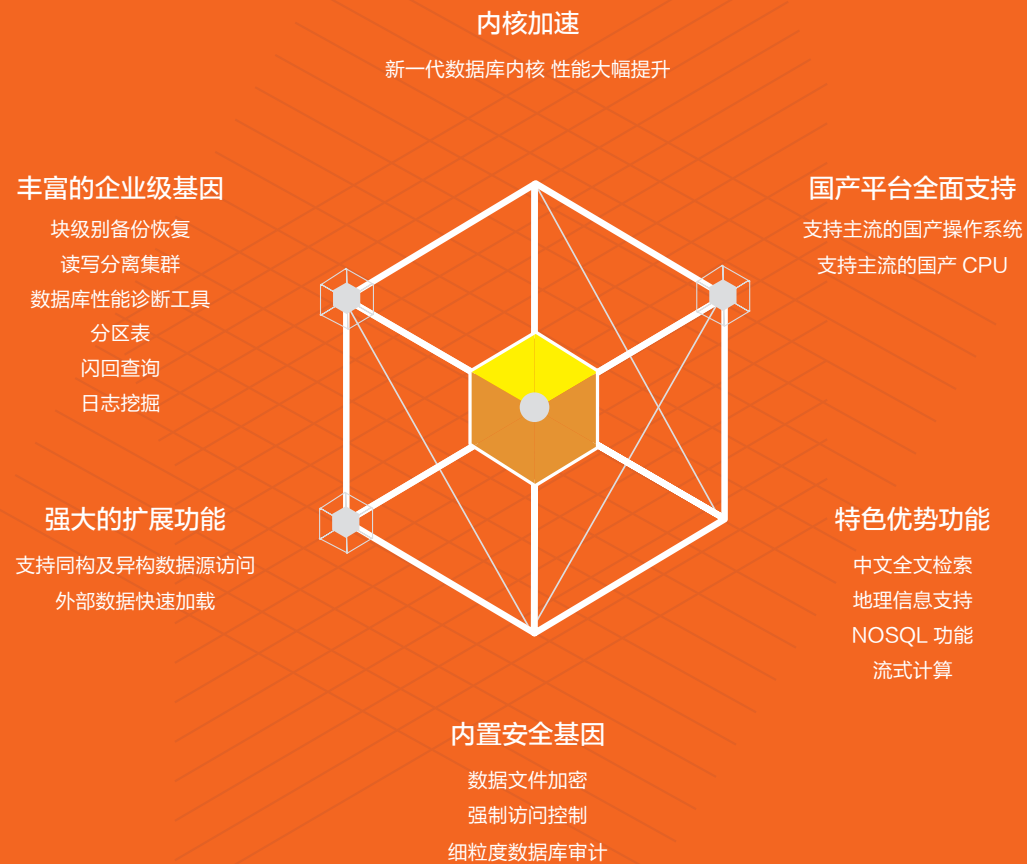 内核加速
新一代数据库内核 性能大幅提升
丰富的企业级基因
块级别备份恢复
读写分离集群
数据库性能诊断工具
分区表
闪回查询
日志挖掘
国产平台全面支持
支持主流的国产操作系统
支持主流的国产 CPU
强大的扩展功能
支持同构及异构数据源访问
外部数据快速加载
特色优势功能
中文全文检索
地理信息支持
NOSQL 功能
流式计算
内置安全基因
数据文件加密
强制访问控制
细粒度数据库审计